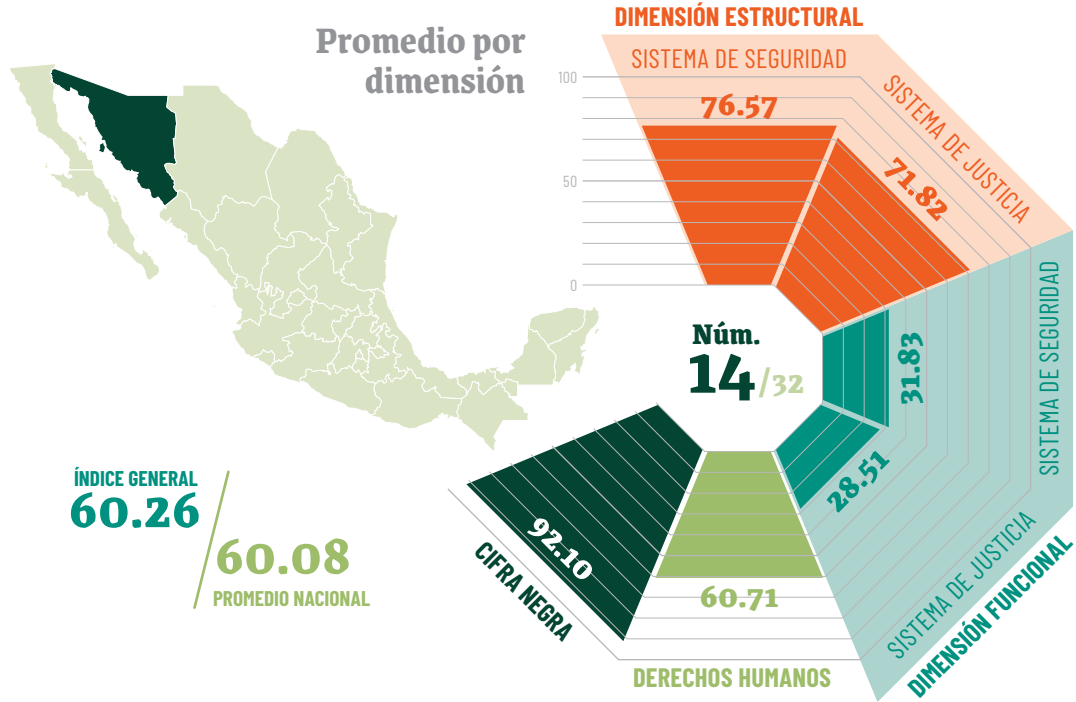 Promedio por
dimensión
DIMENSIÓN ESTRUCTURAL
SISTEMA DE SEGURIDAD
SISTEMA DE JUSTICIA
100
50
0
76.57
71.82
SISTEMA DE SEGURIDAD
31.83
28.51
SISTEMA DE JUSTICIA
DIMENSIÓN FUNCIONAL
Núm.
14/32
60.71
DERECHOS HUMANOS
92.10
CIFRA NEGRA
ÍNDICE GENERAL
60.26
60.08
PROMEDIO NACIONAL